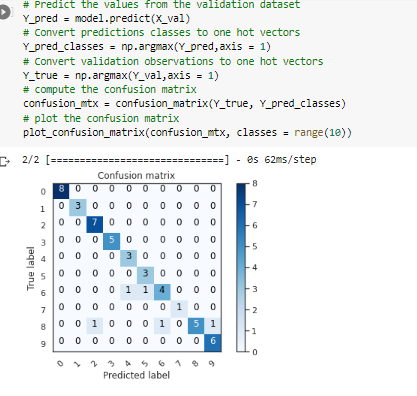 # Predict the values from the validation dataset
Y_pred = model.predict(X_val)
# Convert predictions classes to one hot vectors
Y_pred_classes = np.argmax(Y_pred,axis = 1)
# Convert validation observations to one hot vectors
Y_true = np.argmax(Y_val,axis = 1)
# compute the confusion matrix
confusion_mtx = confusion_matrix(Y_true, Y_pred_classes)
# plot the confusion matrix
plot_confusion_matrix(confusion_mtx, classes = range(10))
2/2 [==============================] - 0s 62ms/step
Confusion matrix
True label
0 8 0 0 0 0 0 0 0 0 0
1 0 3 0 0 0 0 0 0 0 0
2 0 0 7 0 0 0 0 0 0 0
3 0 0 0 5 0 0 0 0 0 0
4 0 0 0 0 3 0 0 0 0 0
5 0 0 0 0 0 3 0 0 0 0
6 0 0 0 0 1 1 4 0 0 0
7 0 0 0 0 0 0 0 1 0 0
8 0 0 1 0 0 0 1 0 5 1
9 0 0 0 0 0 0 0 0 0 6
0 1 2 3 4 5 6 7 8 9
Predicted label
8
7
6
5
4
3
2
1
0